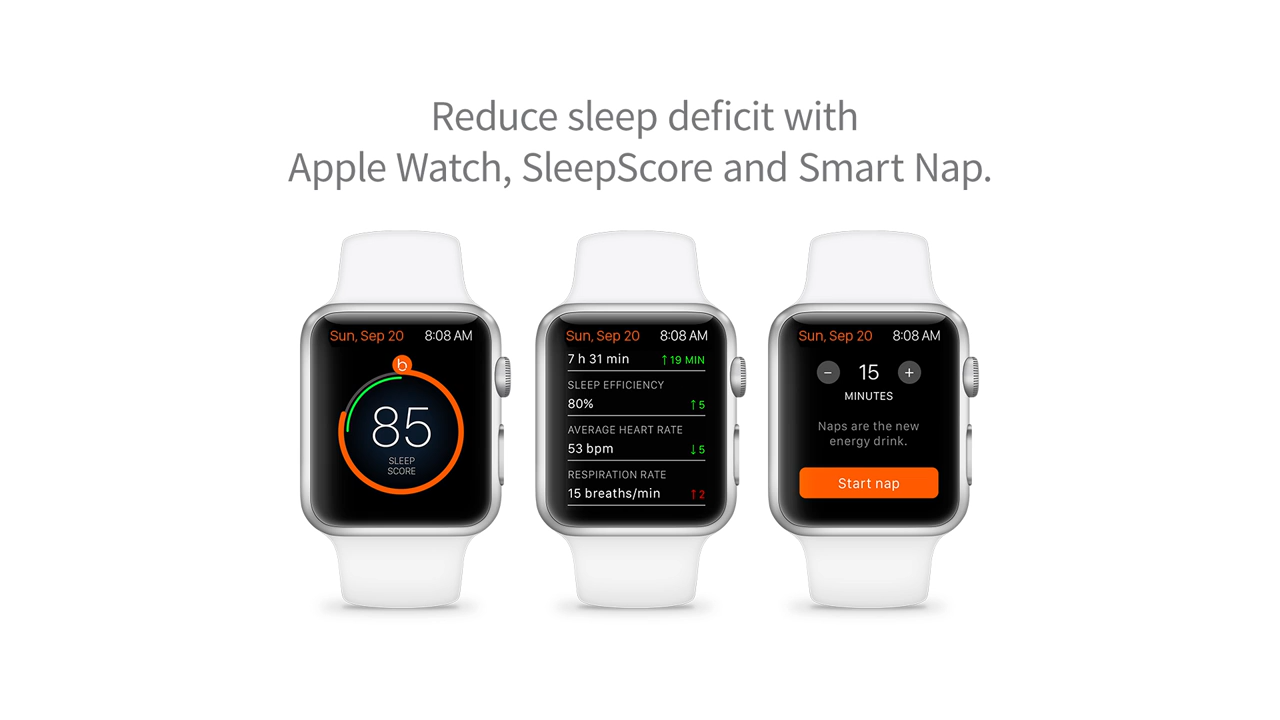 Reduce sleep deficit with
Apple Watch, SleepScore and Smart Nap.
Sun, Sep 20 8:08 AM
b
85
SLEEP
SCORE
Sun, Sep 20 8:08 AM
7 h 31 min ↑19 MIN
SLEEP EFFICIENCY
80% ↑5
AVERAGE HEART RATE
53 bpm ↓5
RESPIRATION RATE
15 breaths/min ↑2
Sun, Sep 20 8:08 AM
− 15 +
MINUTES
Naps are the new
energy drink.
Start nap